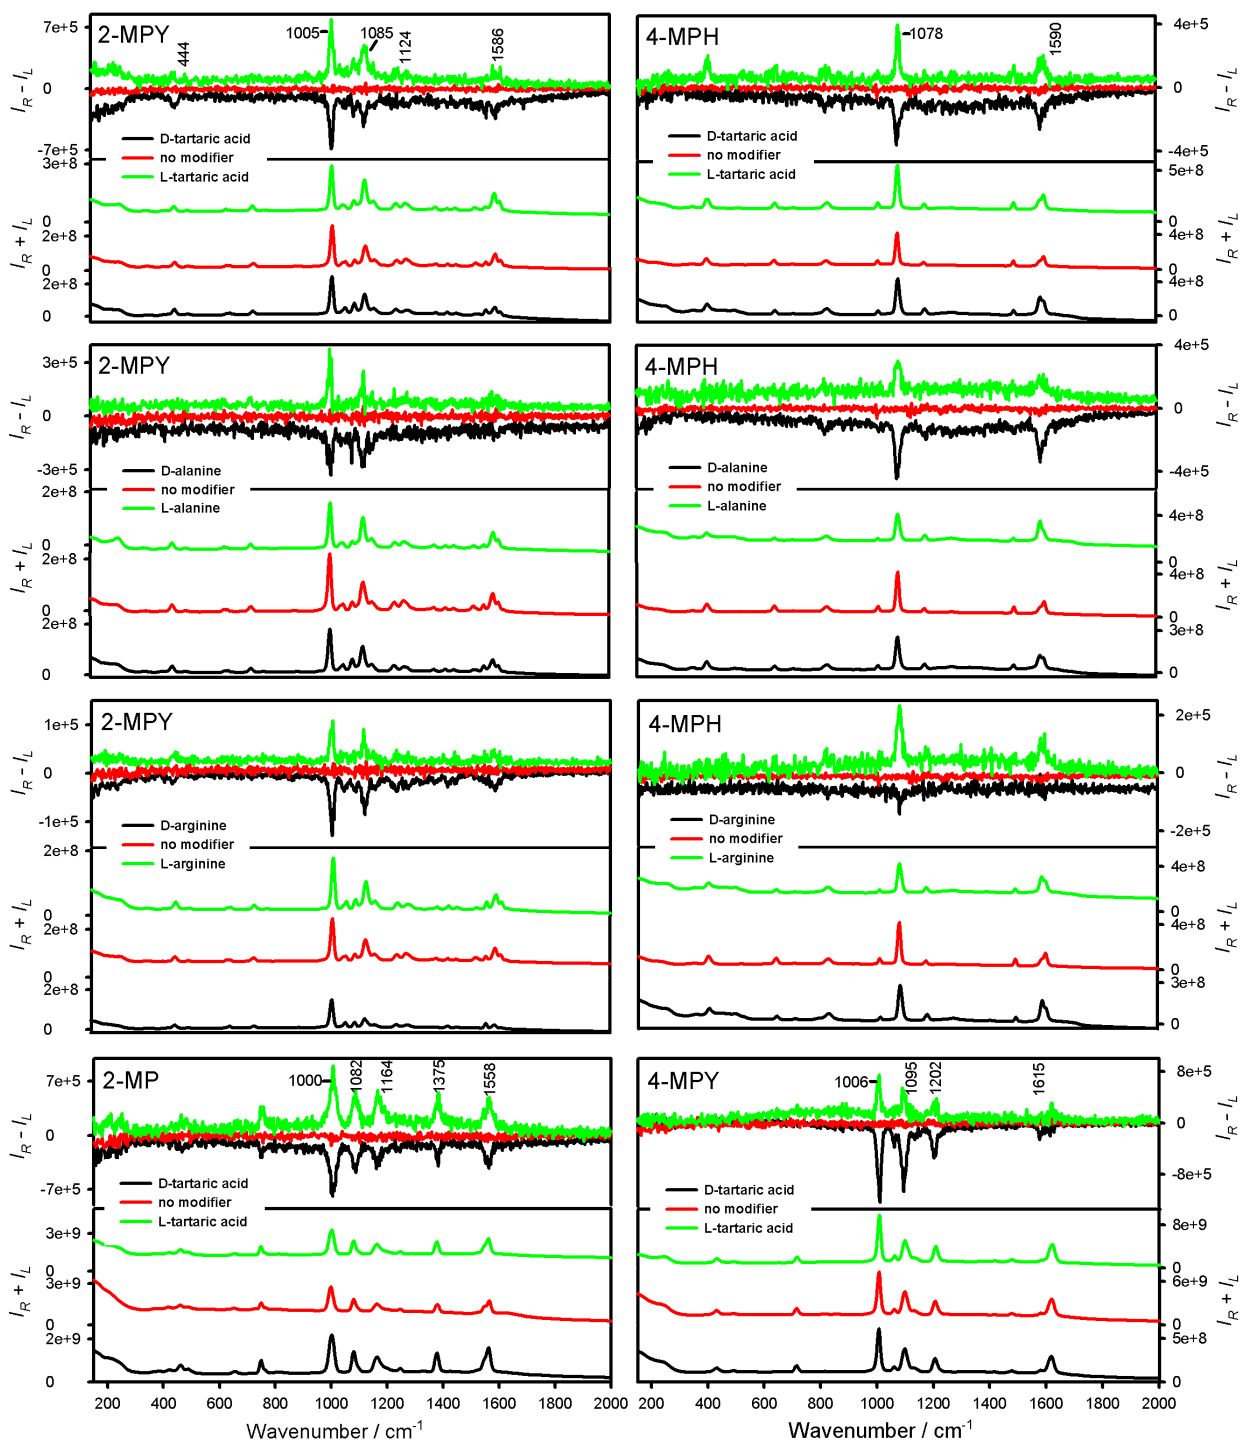 2-MPY
7e+5
0
-7e+5
I_R − I_L
444
1005
1085
1124
1586
D-tartaric acid
no modifier
L-tartaric acid
3e+8
0
2e+8
0
2e+8
0
I_R + I_L
4-MPH
4e+5
0
-4e+5
I_R − I_L
1078
1590
D-tartaric acid
no modifier
L-tartaric acid
5e+8
0
4e+8
0
4e+8
0
I_R + I_L
2-MPY
3e+5
0
-3e+5
I_R − I_L
D-alanine
no modifier
L-alanine
2e+8
0
2e+8
0
2e+8
0
I_R + I_L
4-MPH
4e+5
0
-4e+5
I_R − I_L
D-alanine
no modifier
L-alanine
4e+8
0
4e+8
0
3e+8
0
I_R + I_L
2-MPY
1e+5
0
-1e+5
I_R − I_L
D-arginine
no modifier
L-arginine
2e+8
0
2e+8
0
2e+8
0
I_R + I_L
4-MPH
2e+5
0
-2e+5
I_R − I_L
D-arginine
no modifier
L-arginine
4e+8
0
4e+8
0
3e+8
0
I_R + I_L
2-MP
7e+5
0
-7e+5
I_R − I_L
1000
1082
1164
1375
1558
D-tartaric acid
no modifier
L-tartaric acid
3e+9
0
3e+9
0
2e+9
0
I_R + I_L
200 400 600 800 1000 1200 1400 1600 1800 2000
Wavenumber / cm⁻¹
4-MPY
8e+5
0
-8e+5
I_R − I_L
1006
1095
1202
1615
D-tartaric acid
no modifier
L-tartaric acid
8e+9
0
6e+9
0
5e+8
0
I_R + I_L
200 400 600 800 1000 1200 1400 1600 1800 2000
Wavenumber / cm⁻¹